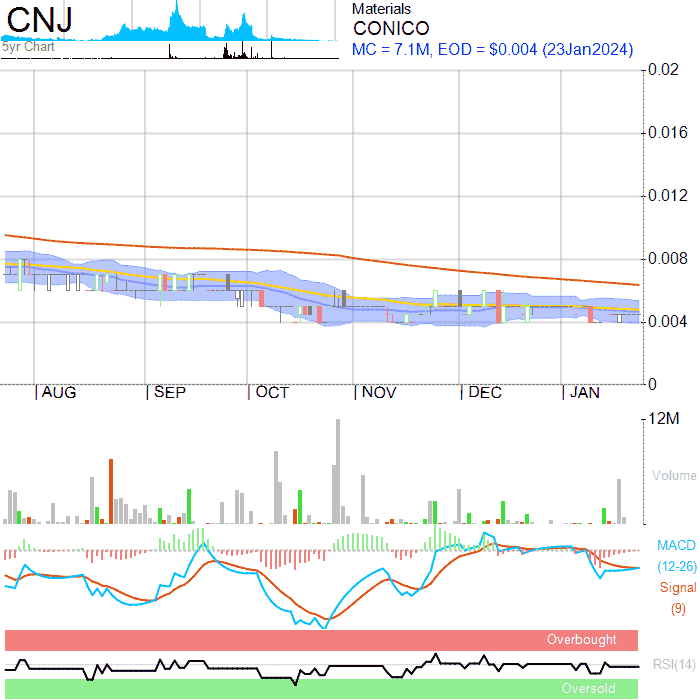 CNJ
5yr Chart
Materials
CONICO
MC = 7.1M, EOD = $0.004 (23Jan2024)
0.02
0.016
0.012
0.008
0.004
0
AUG SEP OCT NOV DEC JAN
12M
Volume
MACD
(12-26)
Signal
(9)
Overbought
RSI(14)
Oversold